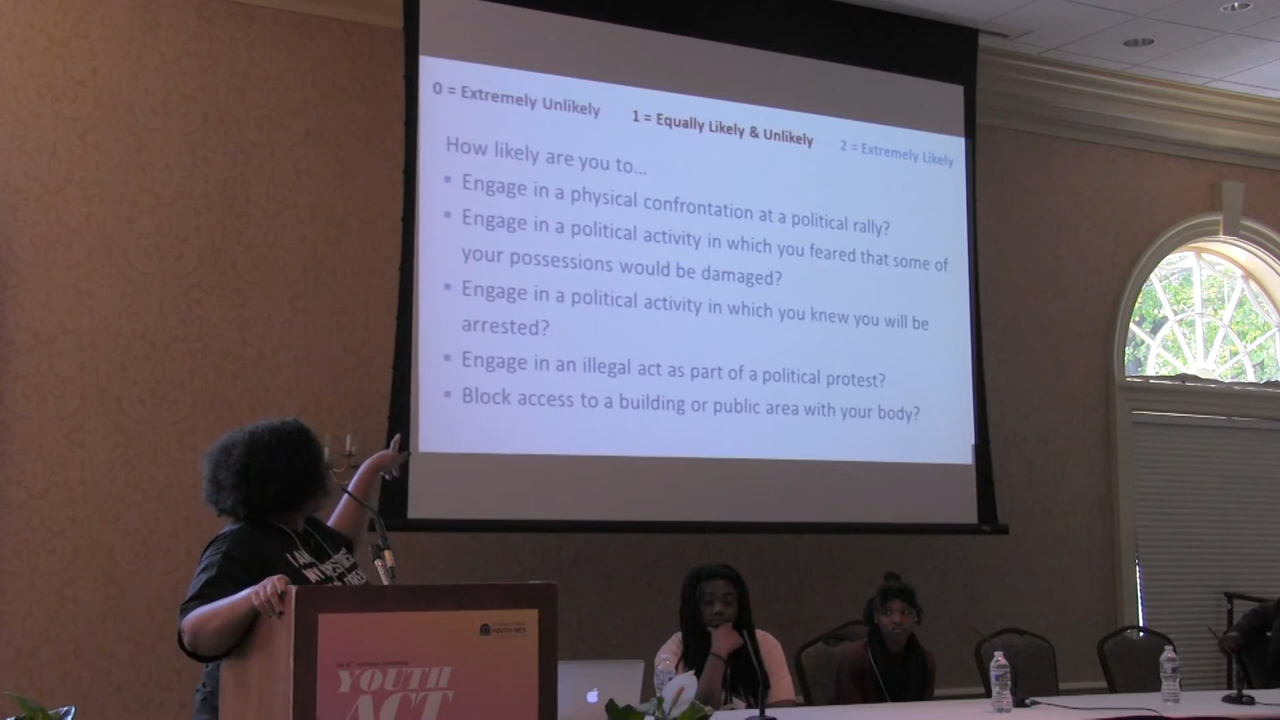 0 = Extremely Unlikely 1 = Equally Likely & Unlikely 2 = Extremely Likely
How likely are you to...
▪ Engage in a physical confrontation at a political rally?
▪ Engage in a political activity in which you feared that some of
your possessions would be damaged?
▪ Engage in a political activity in which you knew you will be
arrested?
▪ Engage in an illegal act as part of a political protest?
▪ Block access to a building or public area with your body?
I AM
YOUTH
ACT